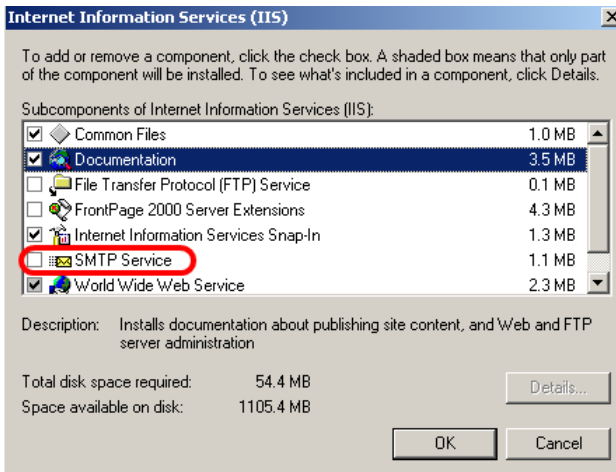 Internet Information Services (IIS)
To add or remove a component, click the check box. A shaded box means that only part
of the component will be installed. To see what's included in a component, click Details.
Subcomponents of Internet Information Services (IIS):
Common Files 1.0 MB
Documentation 3.5 MB
File Transfer Protocol (FTP) Service 0.1 MB
FrontPage 2000 Server Extensions 4.3 MB
Internet Information Services Snap-In 1.3 MB
SMTP Service 1.1 MB
World Wide Web Service 2.3 MB
Description: Installs documentation about publishing site content, and Web and FTP
server administration
Total disk space required: 54.4 MB
Space available on disk: 1105.4 MB
Details...
OK Cancel